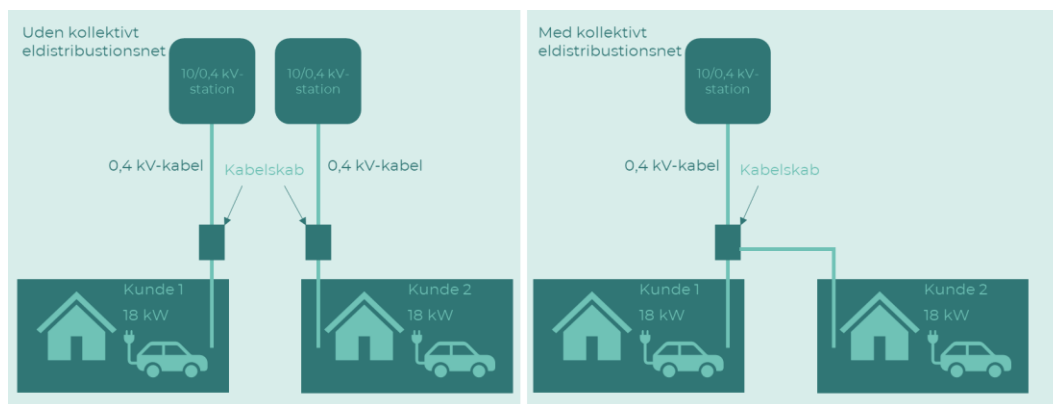 Uden kollektivt
eldistribustionsnet
10/0,4 kV-
station
10/0,4 kV-
station
0,4 kV-kabel
Kabelskab
0,4 kV-kabel
Kunde 1
18 kW
Kunde 2
18 kW
Med kollektivt
eldistribustionsnet
10/0,4 kV-
station
0,4 kV-kabel
Kabelskab
Kunde 1
18 kW
Kunde 2
18 kW